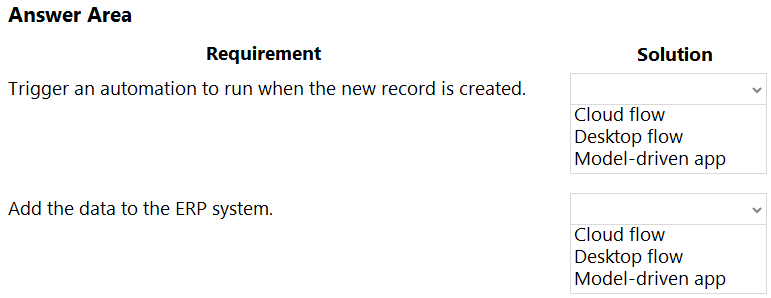 Answer Area
Requirement Solution
Trigger an automation to run when the new record is created.
Cloud flow
Desktop flow
Model-driven app
Add the data to the ERP system.
Cloud flow
Desktop flow
Model-driven app